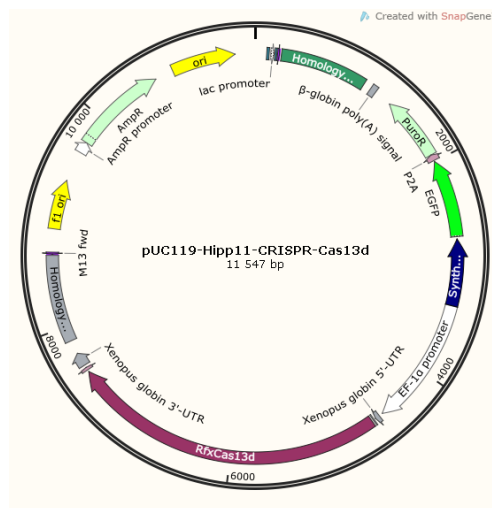 Created with SnapGene
ori
lac promoter
Homology...
β-globin poly(A) signal
PuroR
2000
P2A
EGFP
Synth...
EF-1α promoter
4000
Xenopus globin 5'-UTR
RfxCas13d
6000
Xenopus globin 3'-UTR
8000
Homology...
M13 fwd
f1 ori
AmpR promoter
AmpR
10 000
pUC119-Hipp11-CRISPR-Cas13d
11 547 bp